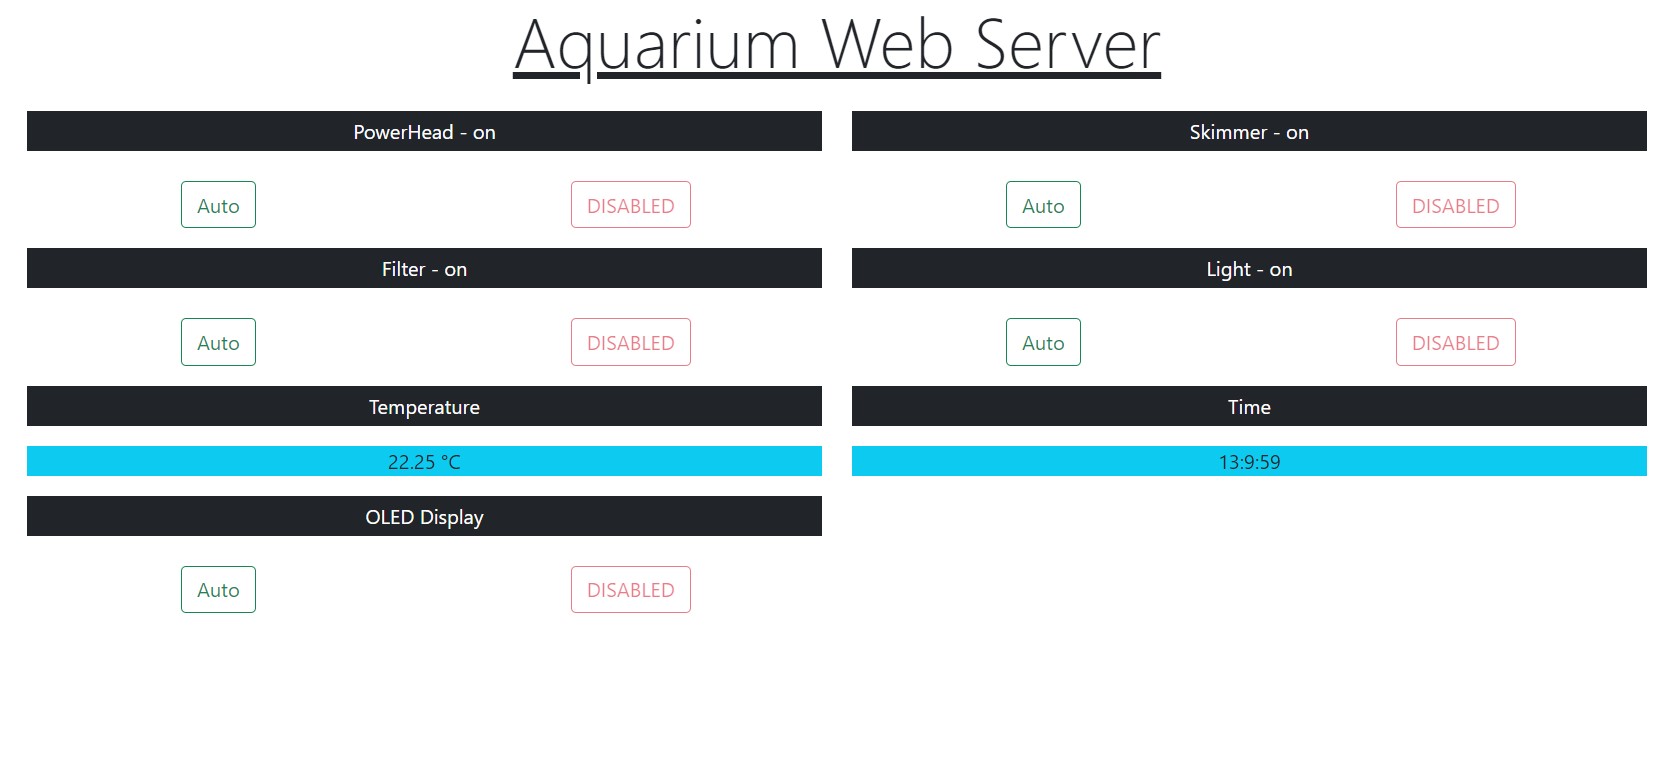 Aquarium Web Server
PowerHead - on
Skimmer - on
Auto
DISABLED
Auto
DISABLED
Filter - on
Light - on
Auto
DISABLED
Auto
DISABLED
Temperature
Time
22.25 °C
13:9:59
OLED Display
Auto
DISABLED